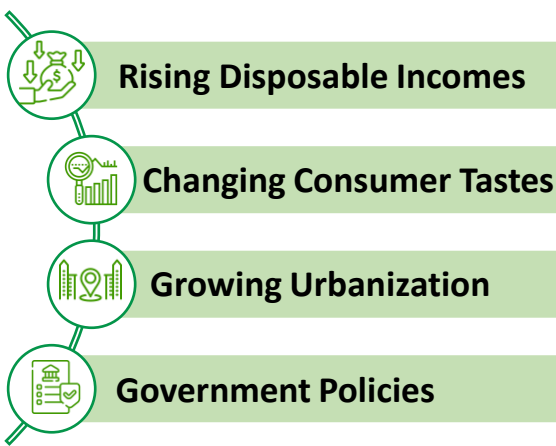 Rising Disposable Incomes
Changing Consumer Tastes
Growing Urbanization
Government Policies